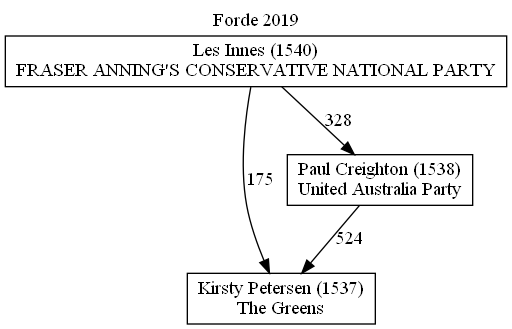 Forde 2019
Les Innes (1540)
FRASER ANNING'S CONSERVATIVE NATIONAL PARTY
328
Paul Creighton (1538)
United Australia Party
175
524
Kirsty Petersen (1537)
The Greens